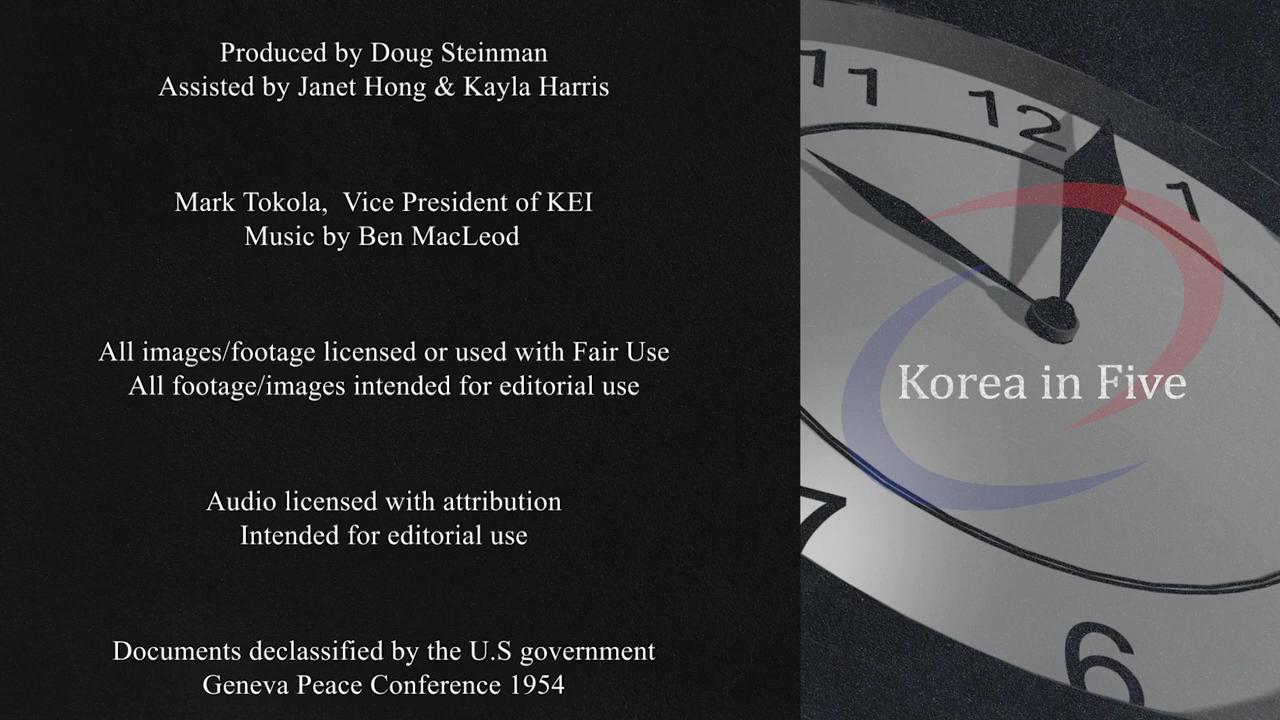 Produced by Doug Steinman
Assisted by Janet Hong & Kayla Harris
Mark Tokola, Vice President of KEI
Music by Ben MacLeod
All images/footage licensed or used with Fair Use
All footage/images intended for editorial use
Audio licensed with attribution
Intended for editorial use
Documents declassified by the U.S government
Geneva Peace Conference 1954
11
12
1
Korea in Five
7
6